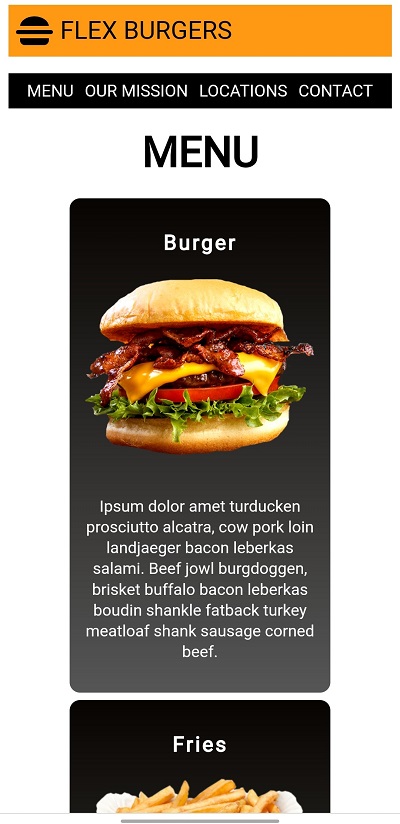 FLEX BURGERS
MENU OUR MISSION LOCATIONS CONTACT
MENU
Burger
Ipsum dolor amet turducken
prosciutto alcatra, cow pork loin
landjaeger bacon leberkas
salami. Beef jowl burgdoggen,
brisket buffalo bacon leberkas
boudin shankle fatback turkey
meatloaf shank sausage corned
beef.
Fries